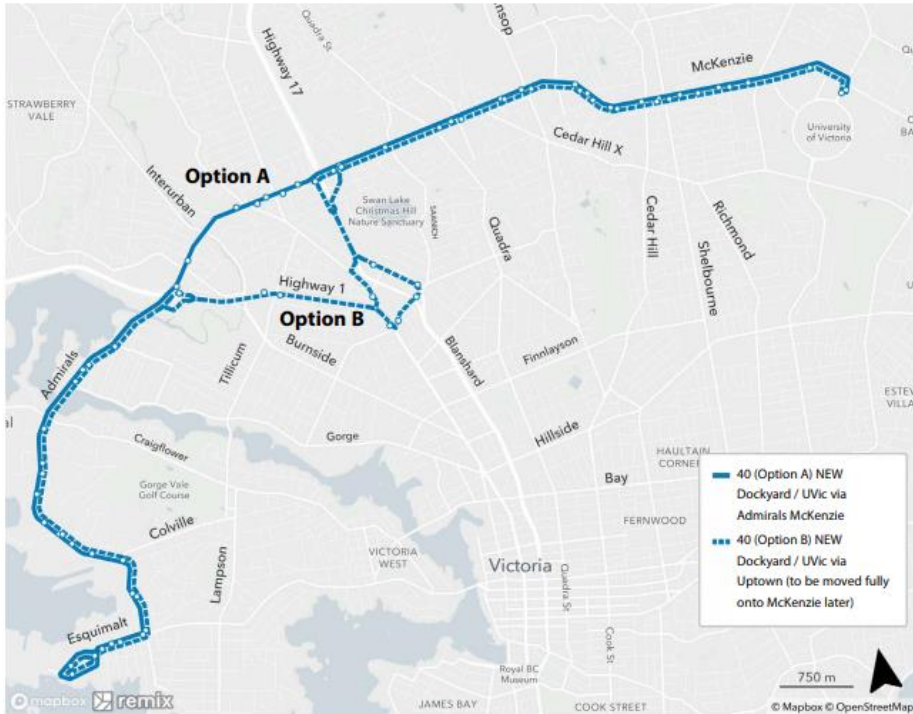 Quadra St
Highway 17
McKenzie
STRAWBERRY
VALE
University
of Victoria
Option A
Cedar Hill X
Interurban
Swan Lake
Christmas Hill
Nature Sanctuary
SAANICH
Quadra
Cedar Hill
Richmond
Shelbourne
Highway 1
Option B
Burnside
Blanshard
Finnlayson
Admirals
Tillicum
Gorge
Hillside
Craigflower
HAULTAIN
CORNER
Bay
Gorge Vale
Golf Course
Colville
FERNWOOD
VICTORIA
WEST
Victoria
Lampson
Quadra St
Esquimalt
Cook St
Royal BC
Museum
JAMES BAY
COOK STREET
40 (Option A) NEW
Dockyard / UVic via
Admirals McKenzie
40 (Option B) NEW
Dockyard / UVic via
Uptown (to be moved fully
onto McKenzie later)
750 m
mapbox remix
© Mapbox © OpenStreetMap